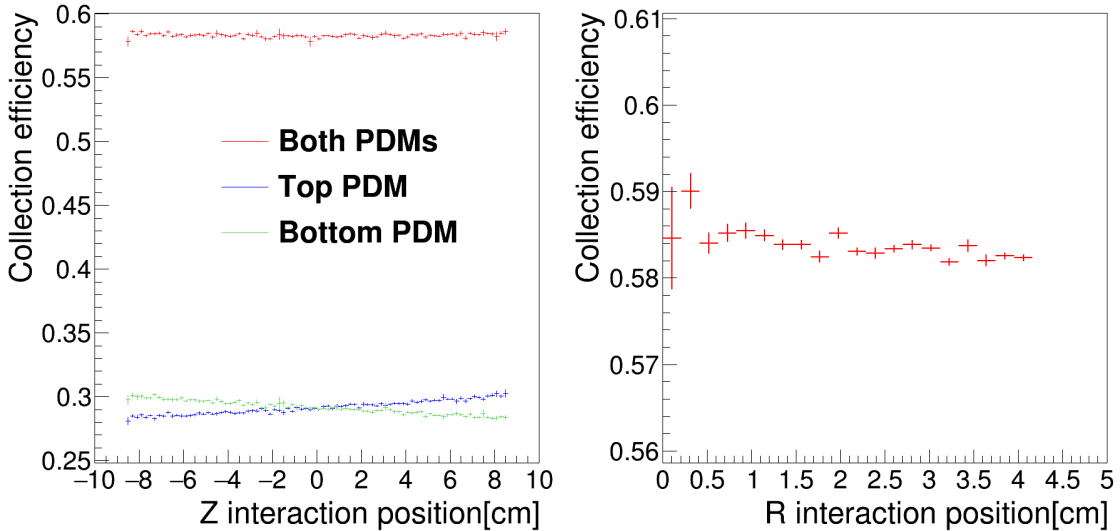 Collection efficiency
0.6
0.55
0.5
0.45
0.4
0.35
0.3
0.25
Both PDMs
Top PDM
Bottom PDM
−10 −8 −6 −4 −2 0 2 4 6 8 10
Z interaction position[cm]
Collection efficiency
0.61
0.6
0.59
0.58
0.57
0.56
0 0.5 1 1.5 2 2.5 3 3.5 4 4.5 5
R interaction position[cm]